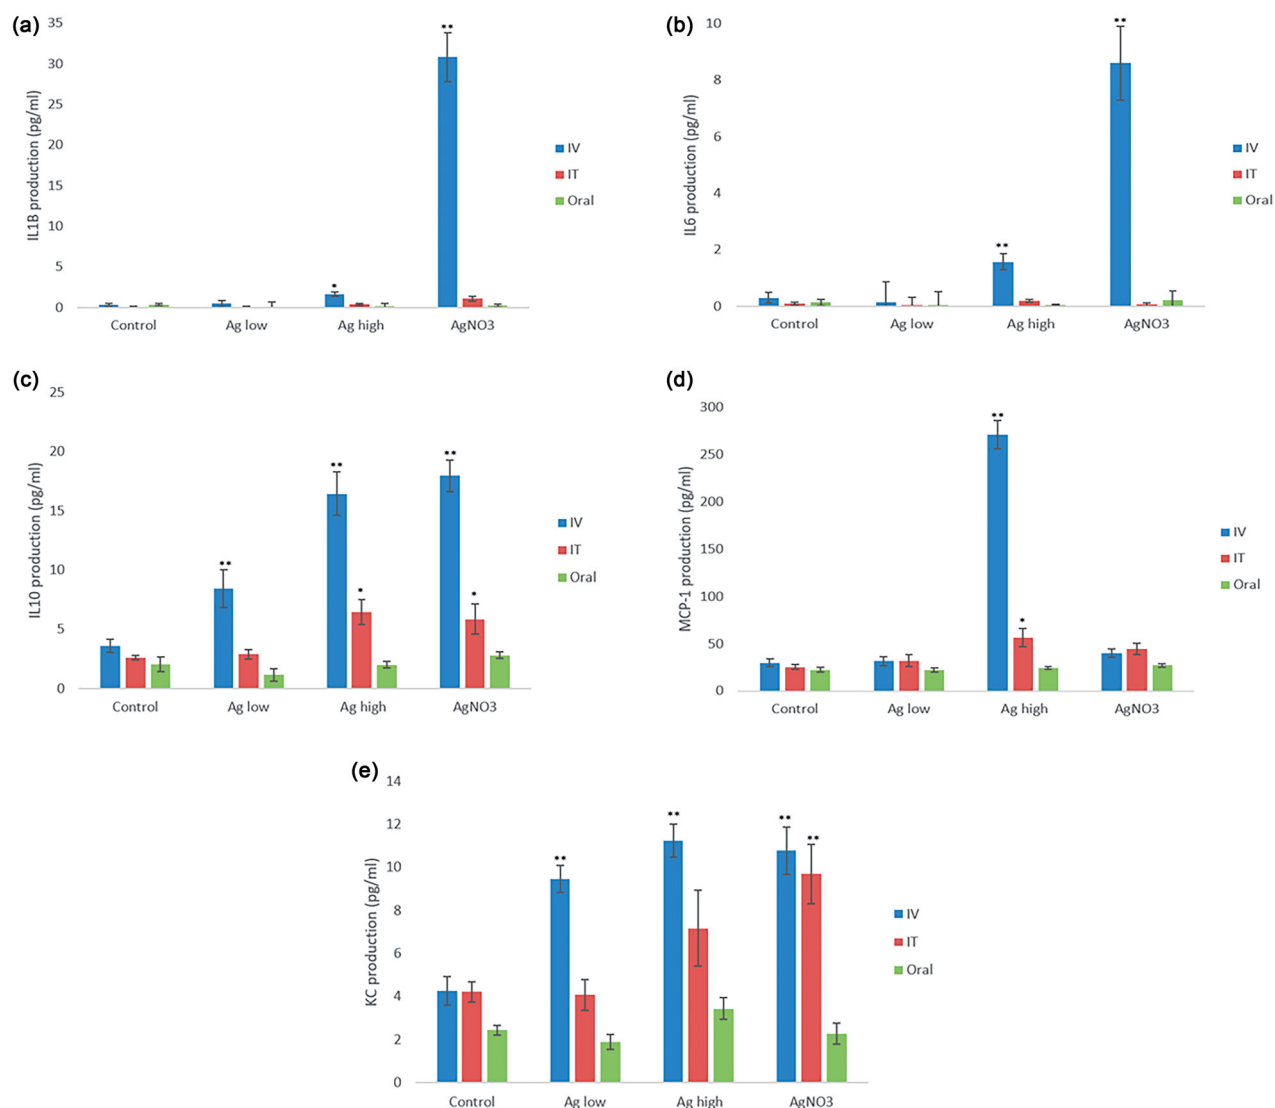 (a)
IL1B production (pg/ml)
35
30
25
20
15
10
5
0
**
*
Control
Ag low
Ag high
AgNO3
IV
IT
Oral
(b)
IL6 production (pg/ml)
10
8
6
4
2
0
**
**
Control
Ag low
Ag high
AgNO3
IV
IT
Oral
(c)
IL10 production (pg/ml)
25
20
15
10
5
0
**
**
*
**
*
Control
Ag low
Ag high
AgNO3
IV
IT
Oral
(d)
MCP-1 production (pg/ml)
300
250
200
150
100
50
0
**
*
Control
Ag low
Ag high
AgNO3
IV
IT
Oral
(e)
KC production (pg/ml)
14
12
10
8
6
4
2
0
**
**
**
**
Control
Ag low
Ag high
AgNO3
IV
IT
Oral